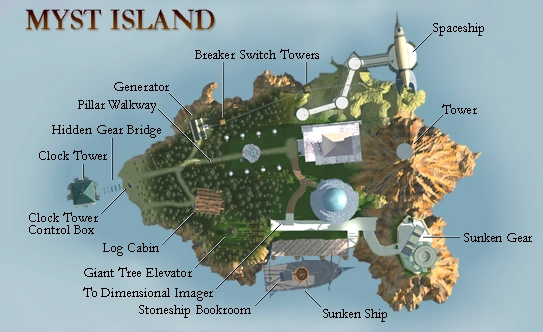 MYST ISLAND
Spaceship
Breaker Switch Towers
Generator
Pillar Walkway
Tower
Hidden Gear Bridge
Clock Tower
Clock Tower
Control Box
Log Cabin
Sunken Gear
Giant Tree Elevator
To Dimensional Imager
Stoneship Bookroom
Sunken Ship